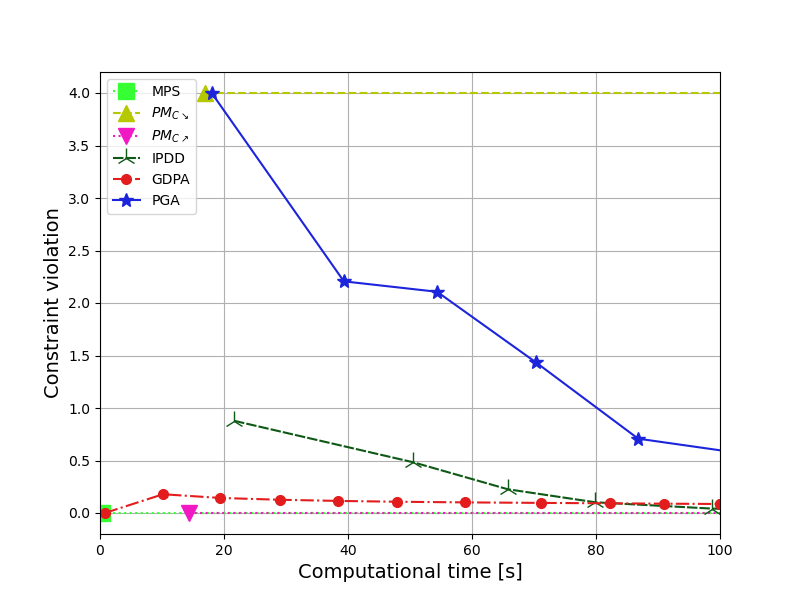 4.0
3.5
3.0
2.5
2.0
1.5
1.0
0.5
0.0
Constraint violation
MPS
PM_{C↘}
PM_{C↗}
IPDD
GDPA
PGA
0 20 40 60 80 100
Computational time [s]